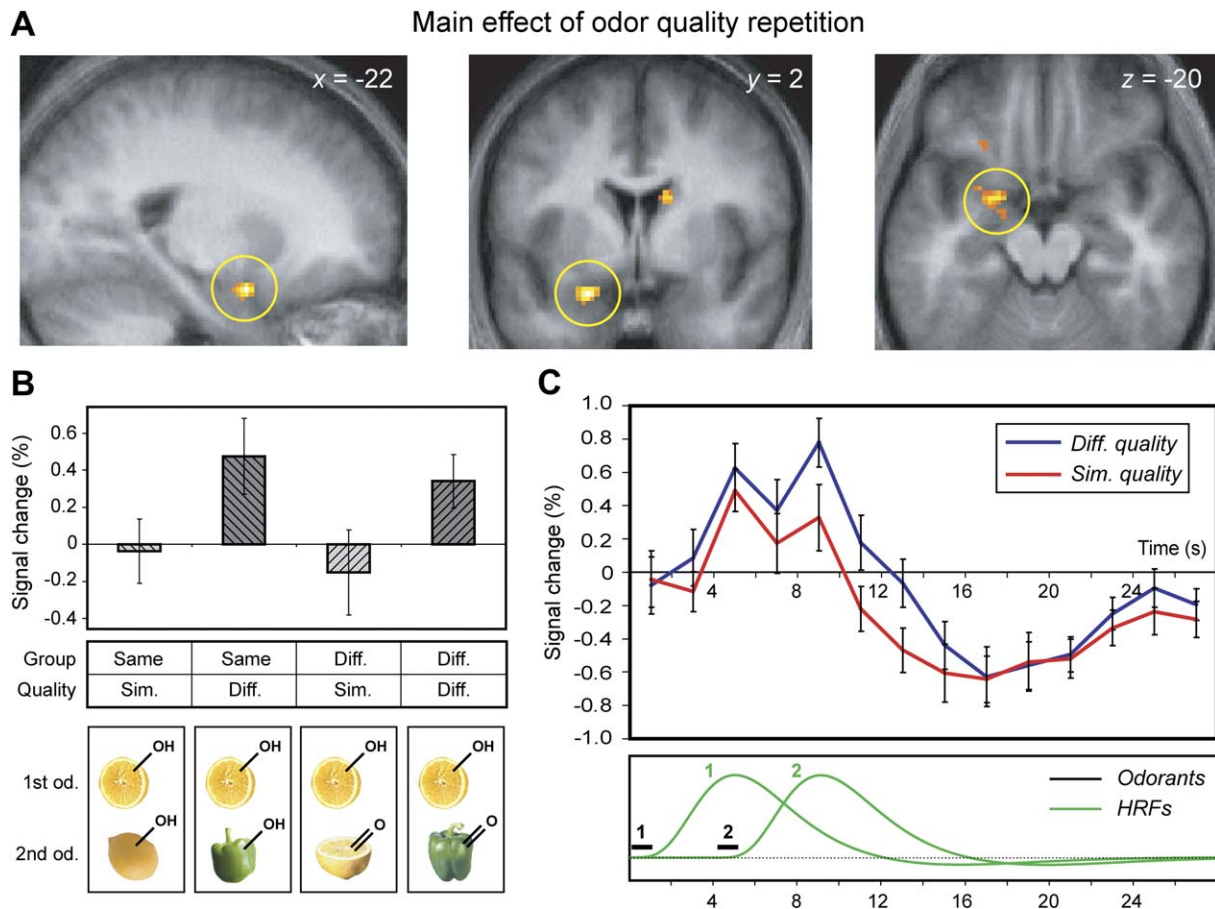 A
Main effect of odor quality repetition
x = -22
y = 2
z = -20
B
Signal change (%)
0.6
0.4
0.2
0
-0.2
-0.4
Group Same Same Diff. Diff.
Quality Sim. Diff. Sim. Diff.
1st od. OH OH OH OH
2nd od. OH OH O O
C
Signal change (%)
1.0
0.8
0.6
0.4
0.2
0
-0.2
-0.4
-0.6
-0.8
-1.0
Diff. quality
Sim. quality
Time (s)
4 8 12 16 20 24
1 2
Odorants
HRFs
1 2
4 8 12 16 20 24